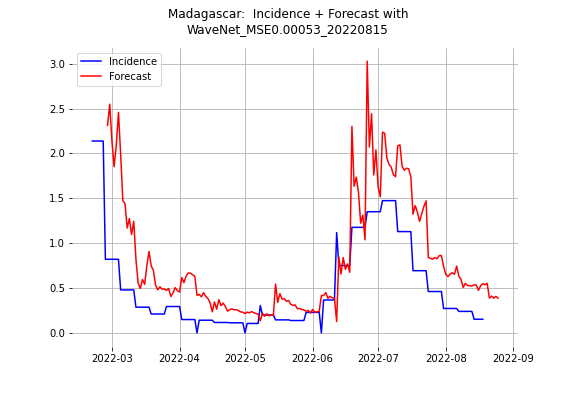 Madagascar:  Incidence + Forecast with
WaveNet_MSE0.00053_20220815
Incidence
Forecast
3.0
2.5
2.0
1.5
1.0
0.5
0.0
2022-03 2022-04 2022-05 2022-06 2022-07 2022-08 2022-09